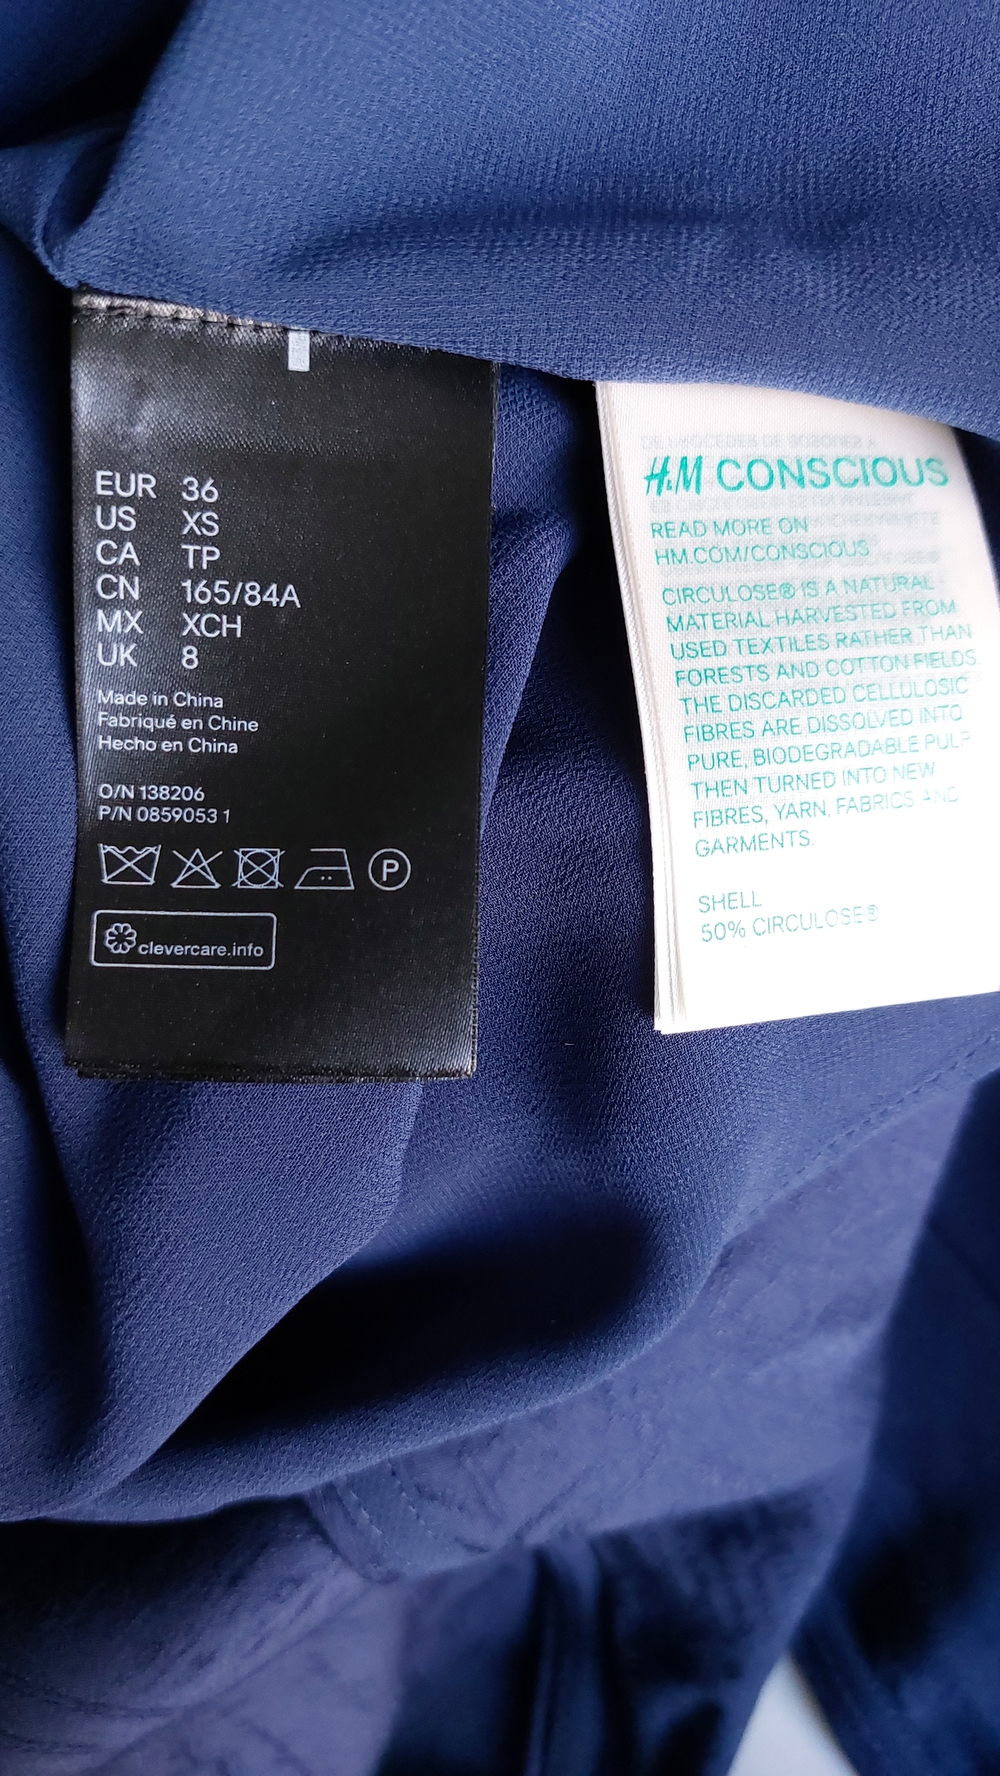 EUR 36
US XS
CA TP
CN 165/84A
MX XCH
UK 8
Made in China
Fabriqué en Chine
Hecho en China
O/N 138206
P/N 0859053 1
P
clevercare.info
H&M CONSCIOUS
READ MORE ON
HM.COM/CONSCIOUS
CIRCULOSE® IS A NATURAL
MATERIAL HARVESTED FROM
USED TEXTILES RATHER THAN
FORESTS AND COTTON FIELDS.
THE DISCARDED CELLULOSIC
FIBRES ARE DISSOLVED INTO
PURE, BIODEGRADABLE PULP
THEN TURNED INTO NEW
FIBRES, YARN, FABRICS AND
GARMENTS.
SHELL
50% CIRCULOSE®